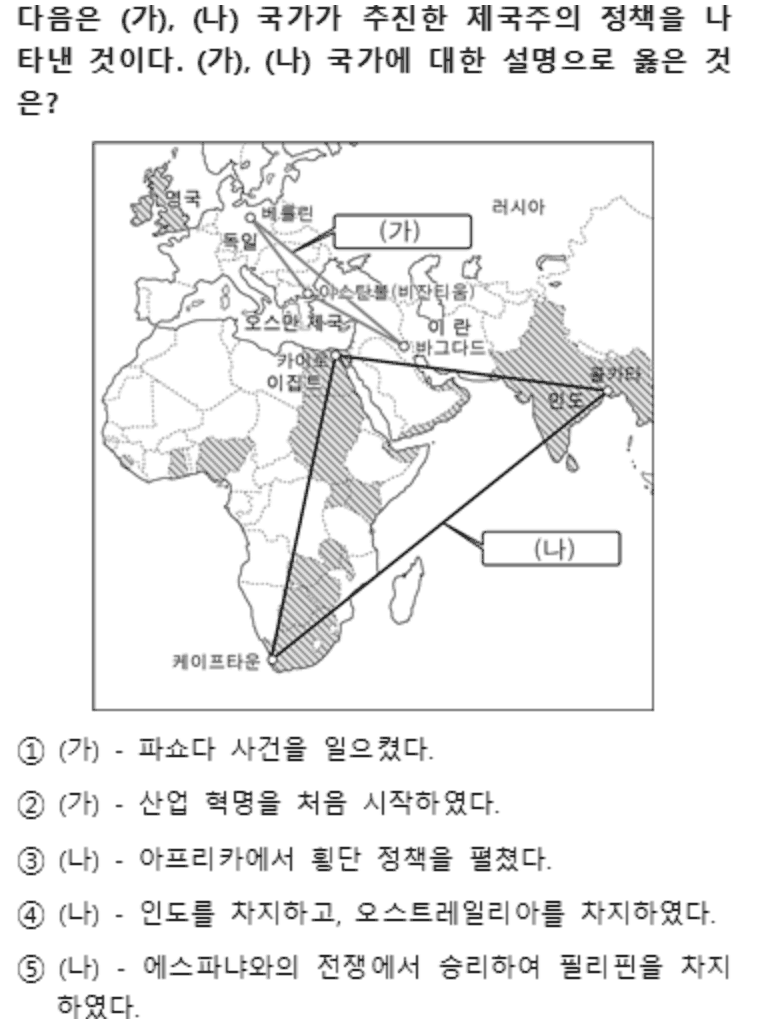 다음은 (가), (나) 국가가 추진한 제국주의 정책을 나
타낸 것이다. (가), (나) 국가에 대한 설명으로 옳은 것
은?
영국
베를린
러시아
(가)
독일
이스탄불(비잔티움)
오스만 제국
이 란
바그다드
카이로
이집트
콜카타
인도
(나)
케이프타운
① (가) - 파쇼다 사건을 일으켰다.
② (가) - 산업 혁명을 처음 시작하였다.
③ (나) - 아프리카에서 횡단 정책을 펼쳤다.
④ (나) - 인도를 차지하고, 오스트레일리아를 차지하였다.
⑤ (나) - 에스파냐와의 전쟁에서 승리하여 필리핀을 차지
하였다.